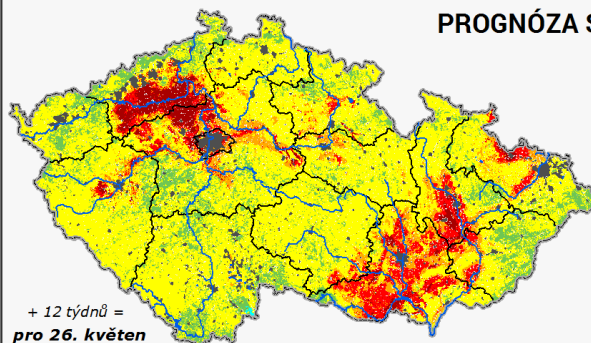 PROGNÓZA S
+ 12 týdnů =
pro 26. květen